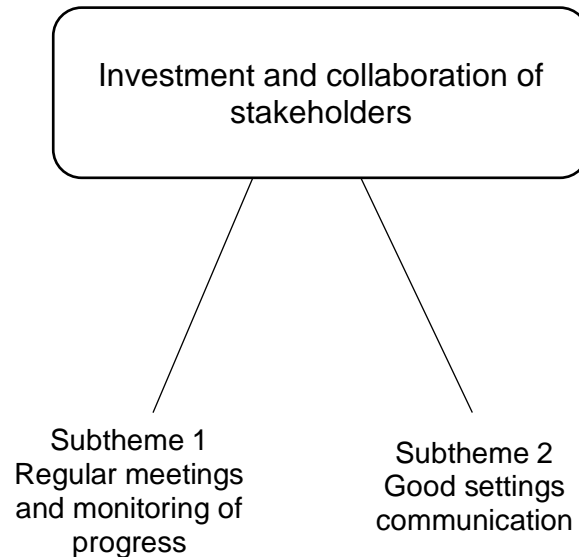 Investment and collaboration of
stakeholders
Subtheme 1
Regular meetings
and monitoring of
progress
Subtheme 2
Good settings
communication